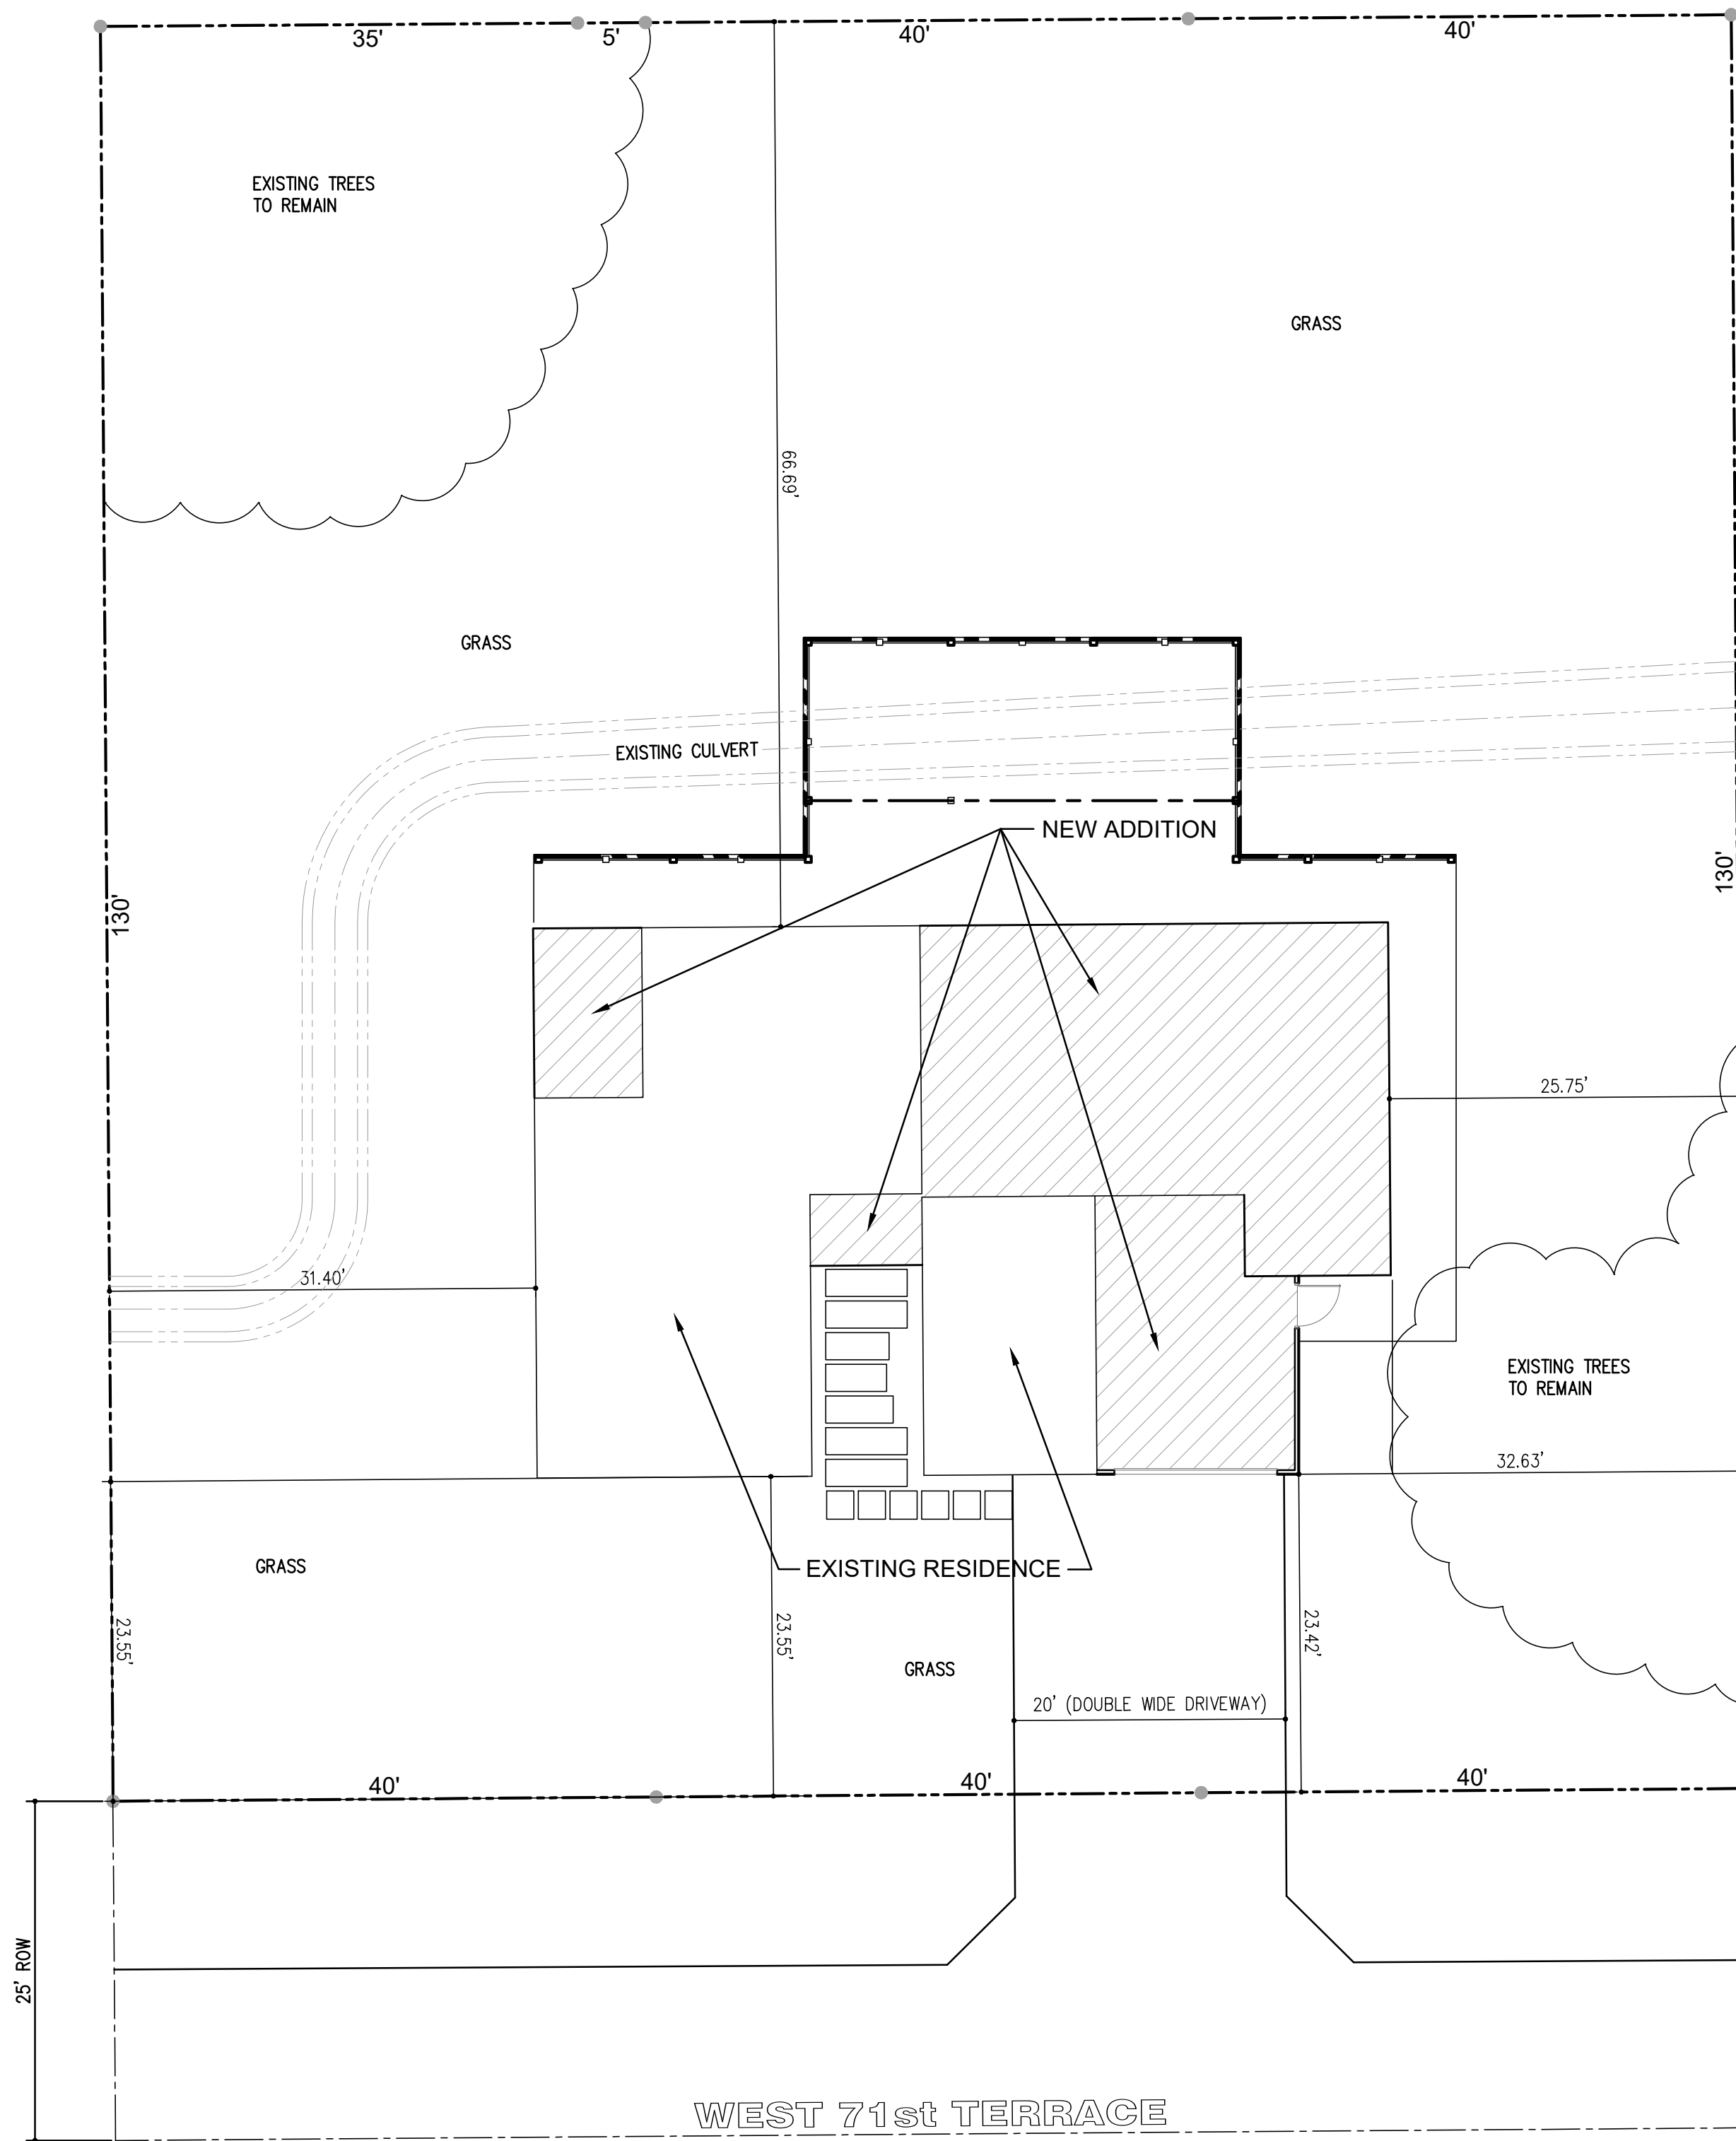 35'
5'
40'
40'
EXISTING TREES
TO REMAIN
GRASS
66.69'
GRASS
EXISTING CULVERT
NEW ADDITION
130'
130'
25.75'
31.40'
EXISTING TREES
TO REMAIN
32.63'
GRASS
EXISTING RESIDENCE
23.55'
23.55'
23.42'
GRASS
20' (DOUBLE WIDE DRIVEWAY)
40'
40'
40'
25' ROW
WEST 71st TERRACE